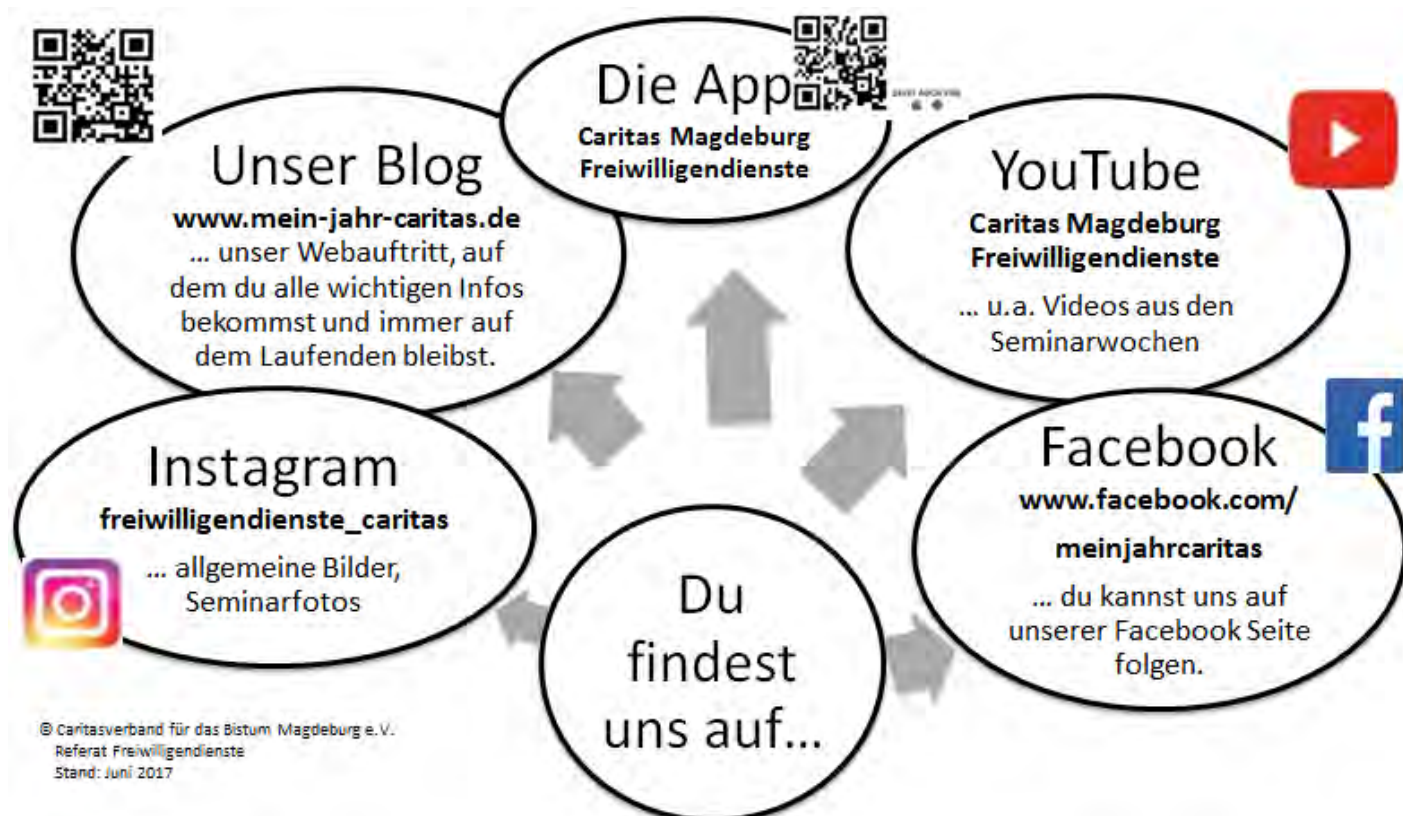 Die App
Caritas Magdeburg
Freiwilligendienste
Unser Blog
www.mein-jahr-caritas.de
... unser Webauftritt, auf
dem du alle wichtigen Infos
bekommst und immer auf
dem Laufenden bleibst.
YouTube
Caritas Magdeburg
Freiwilligendienste
... u.a. Videos aus den
Seminarwochen
Instagram
freiwilligendienste_caritas
... allgemeine Bilder,
Seminarfotos
Facebook
www.facebook.com/
meinjahrcaritas
... du kannst uns auf
unserer Facebook Seite
folgen.
Du
findest
uns auf...
© Caritasverband für das Bistum Magdeburg e.V.
Referat Freiwilligendienste
Stand: Juni 2017